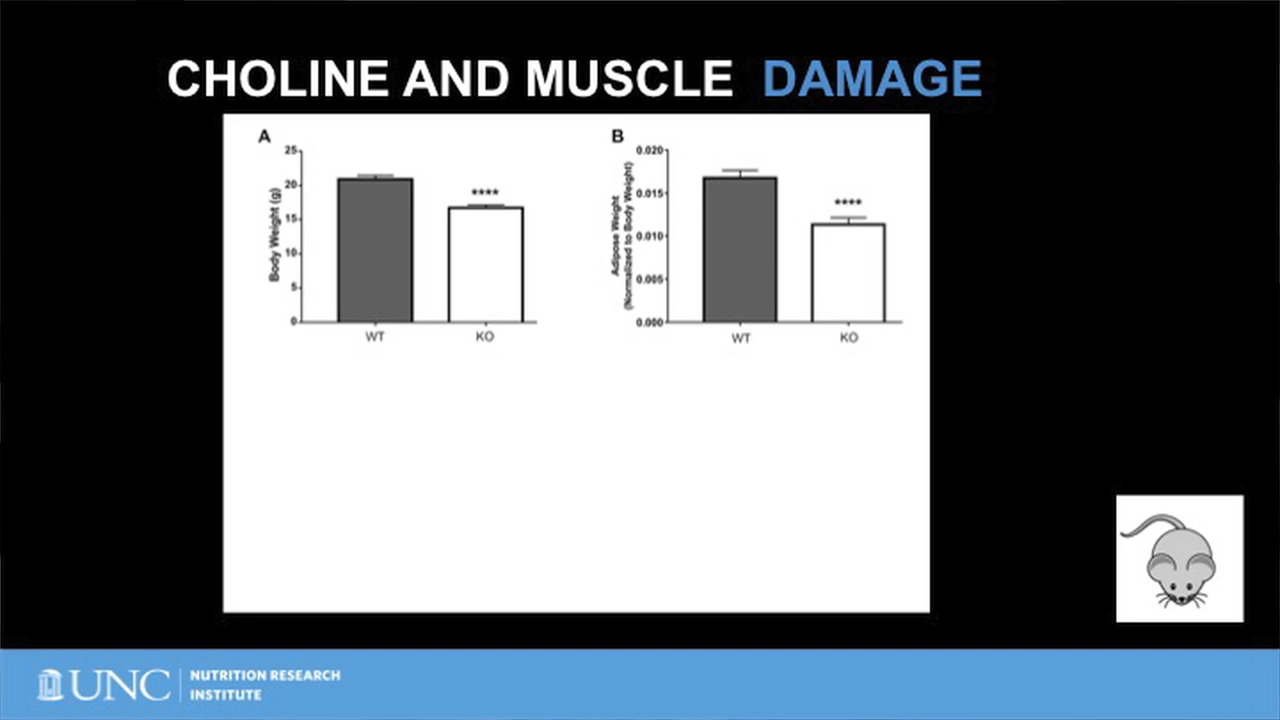 CHOLINE AND MUSCLE DAMAGE
A
Body Weight (g)
25
20
15
10
5
0
****
WT
KO
B
Adipose Weight
(Normalized to Body Weight)
0.020
0.015
0.010
0.005
0.000
****
WT
KO
UNC
NUTRITION RESEARCH
INSTITUTE